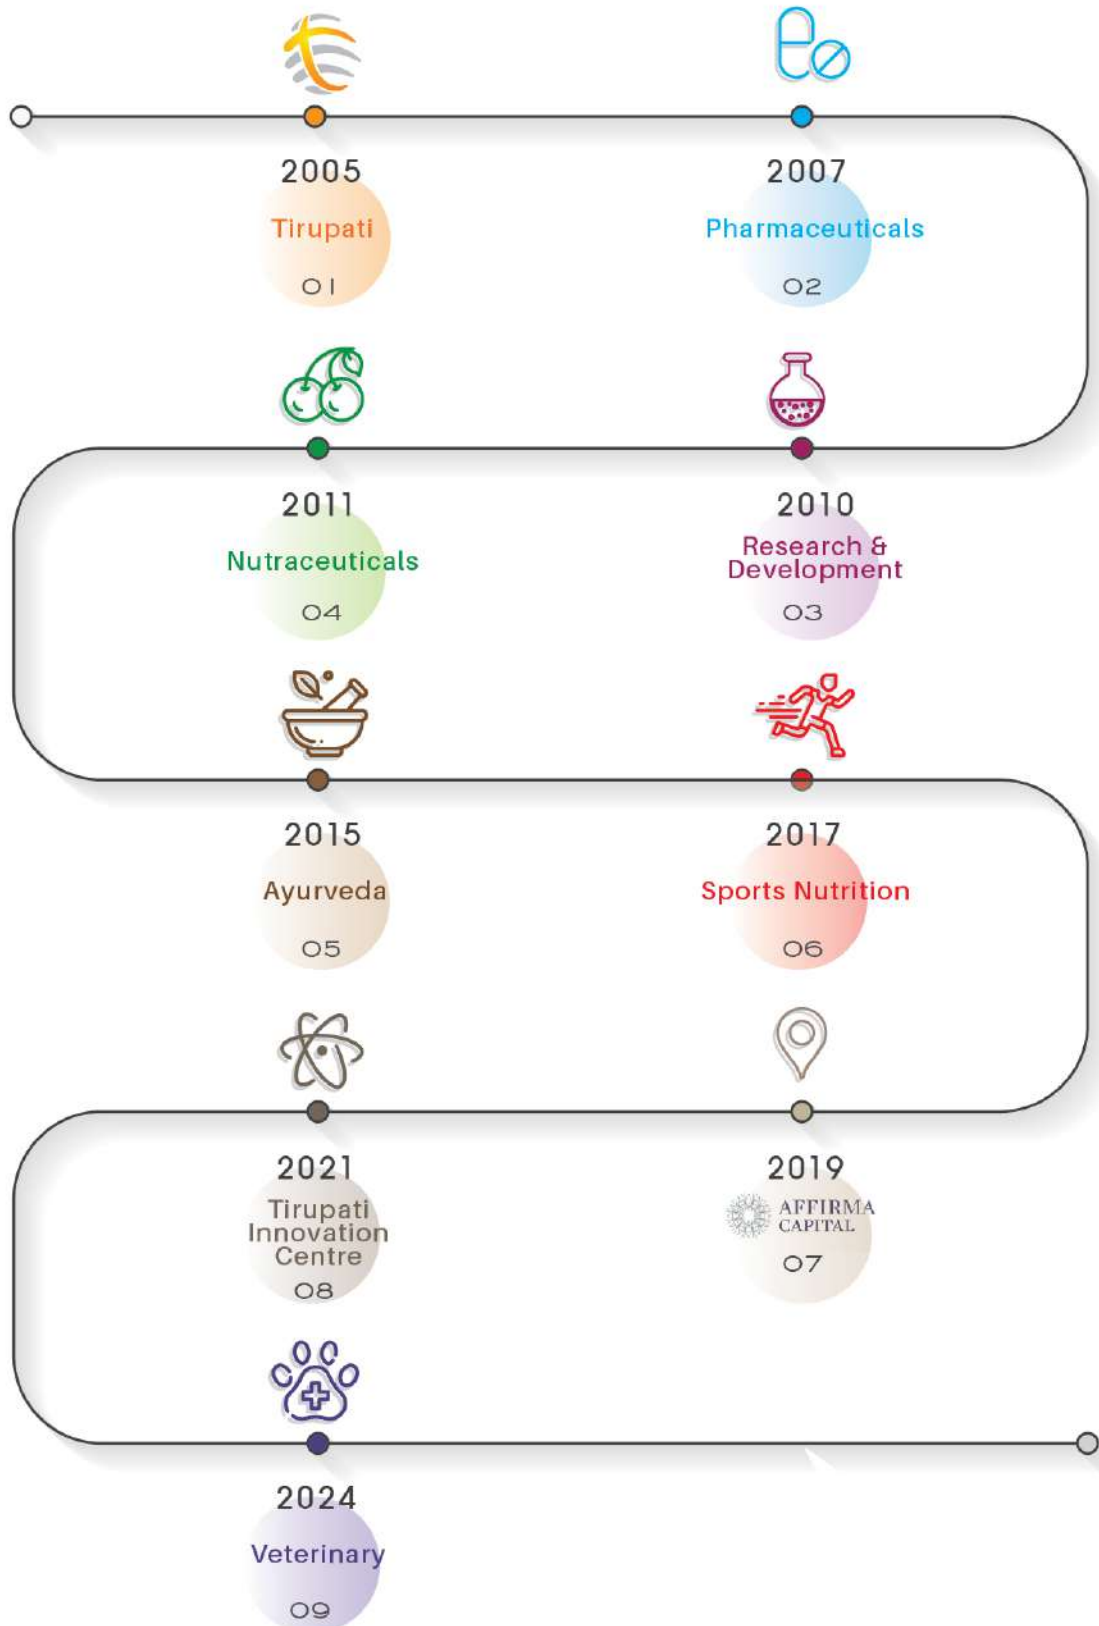 2005
Tirupati
01
2007
Pharmaceuticals
02
2010
Research &
Development
03
2011
Nutraceuticals
04
2015
Ayurveda
05
2017
Sports Nutrition
06
2019
AFFIRMA
CAPITAL
07
2021
Tirupati
Innovation
Centre
08
2024
Veterinary
09